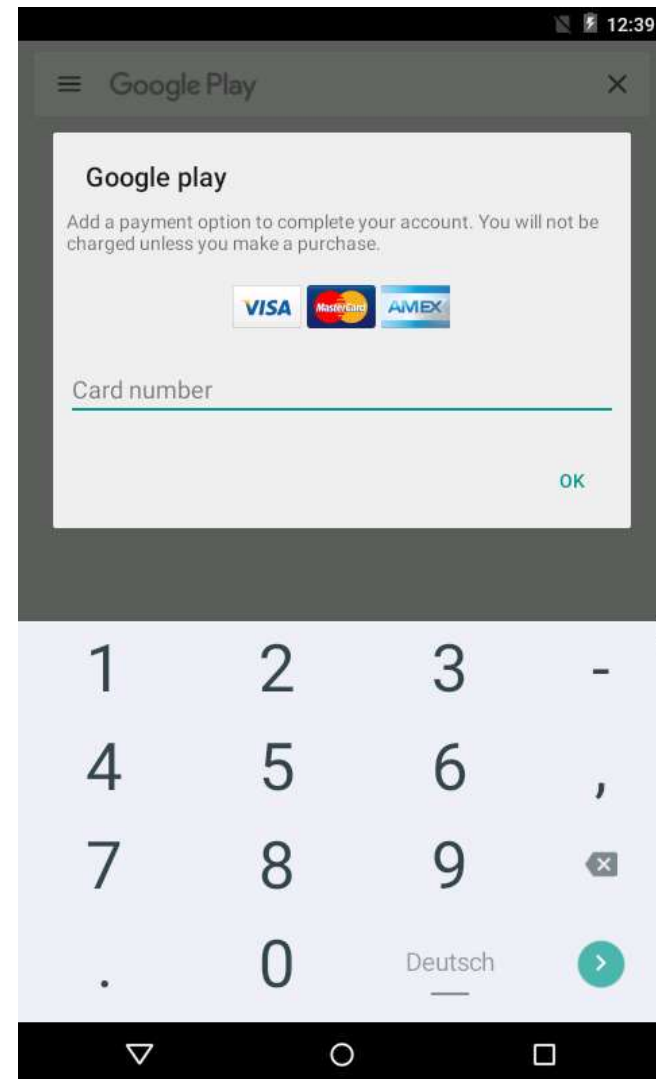 12:39
Google Play
Google play
Add a payment option to complete your account. You will not be
charged unless you make a purchase.
VISA MasterCard AMEX
Card number
OK
1 2 3 -
4 5 6 ,
7 8 9
. 0 Deutsch